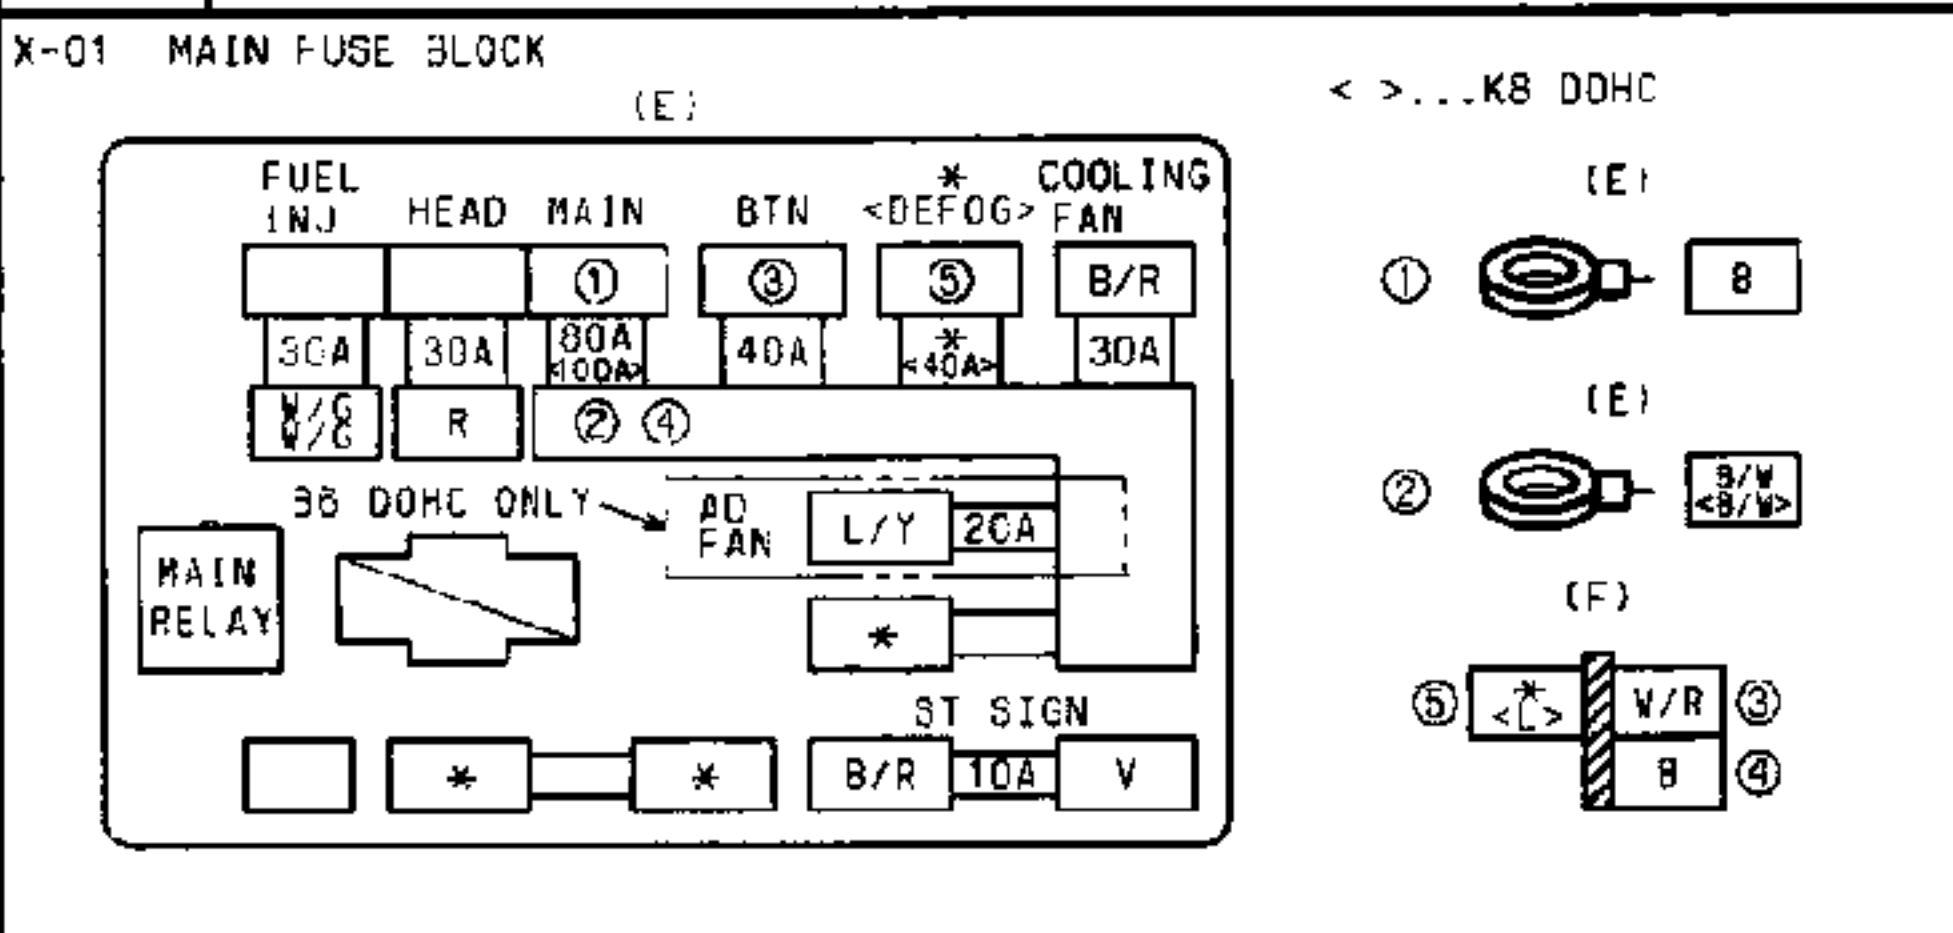 X-01 MAIN FUSE BLOCK
(E)
< >...K8 DOHC
FUEL INJ
HEAD
MAIN
BTN
* <DEFOG>
COOLING FAN
①
③
⑤
B/R
30A
30A
80A
<100A>
40A
*
<40A>
30A
W/G
W/G
R
② ④
B6 DOHC ONLY
AD
FAN
L/Y
20A
MAIN
RELAY
*
ST SIGN
*
*
B/R
10A
V
(E)
①
B
(E)
②
B/W
<B/W>
(F)
⑤
*
<L>
W/R
③
B
④